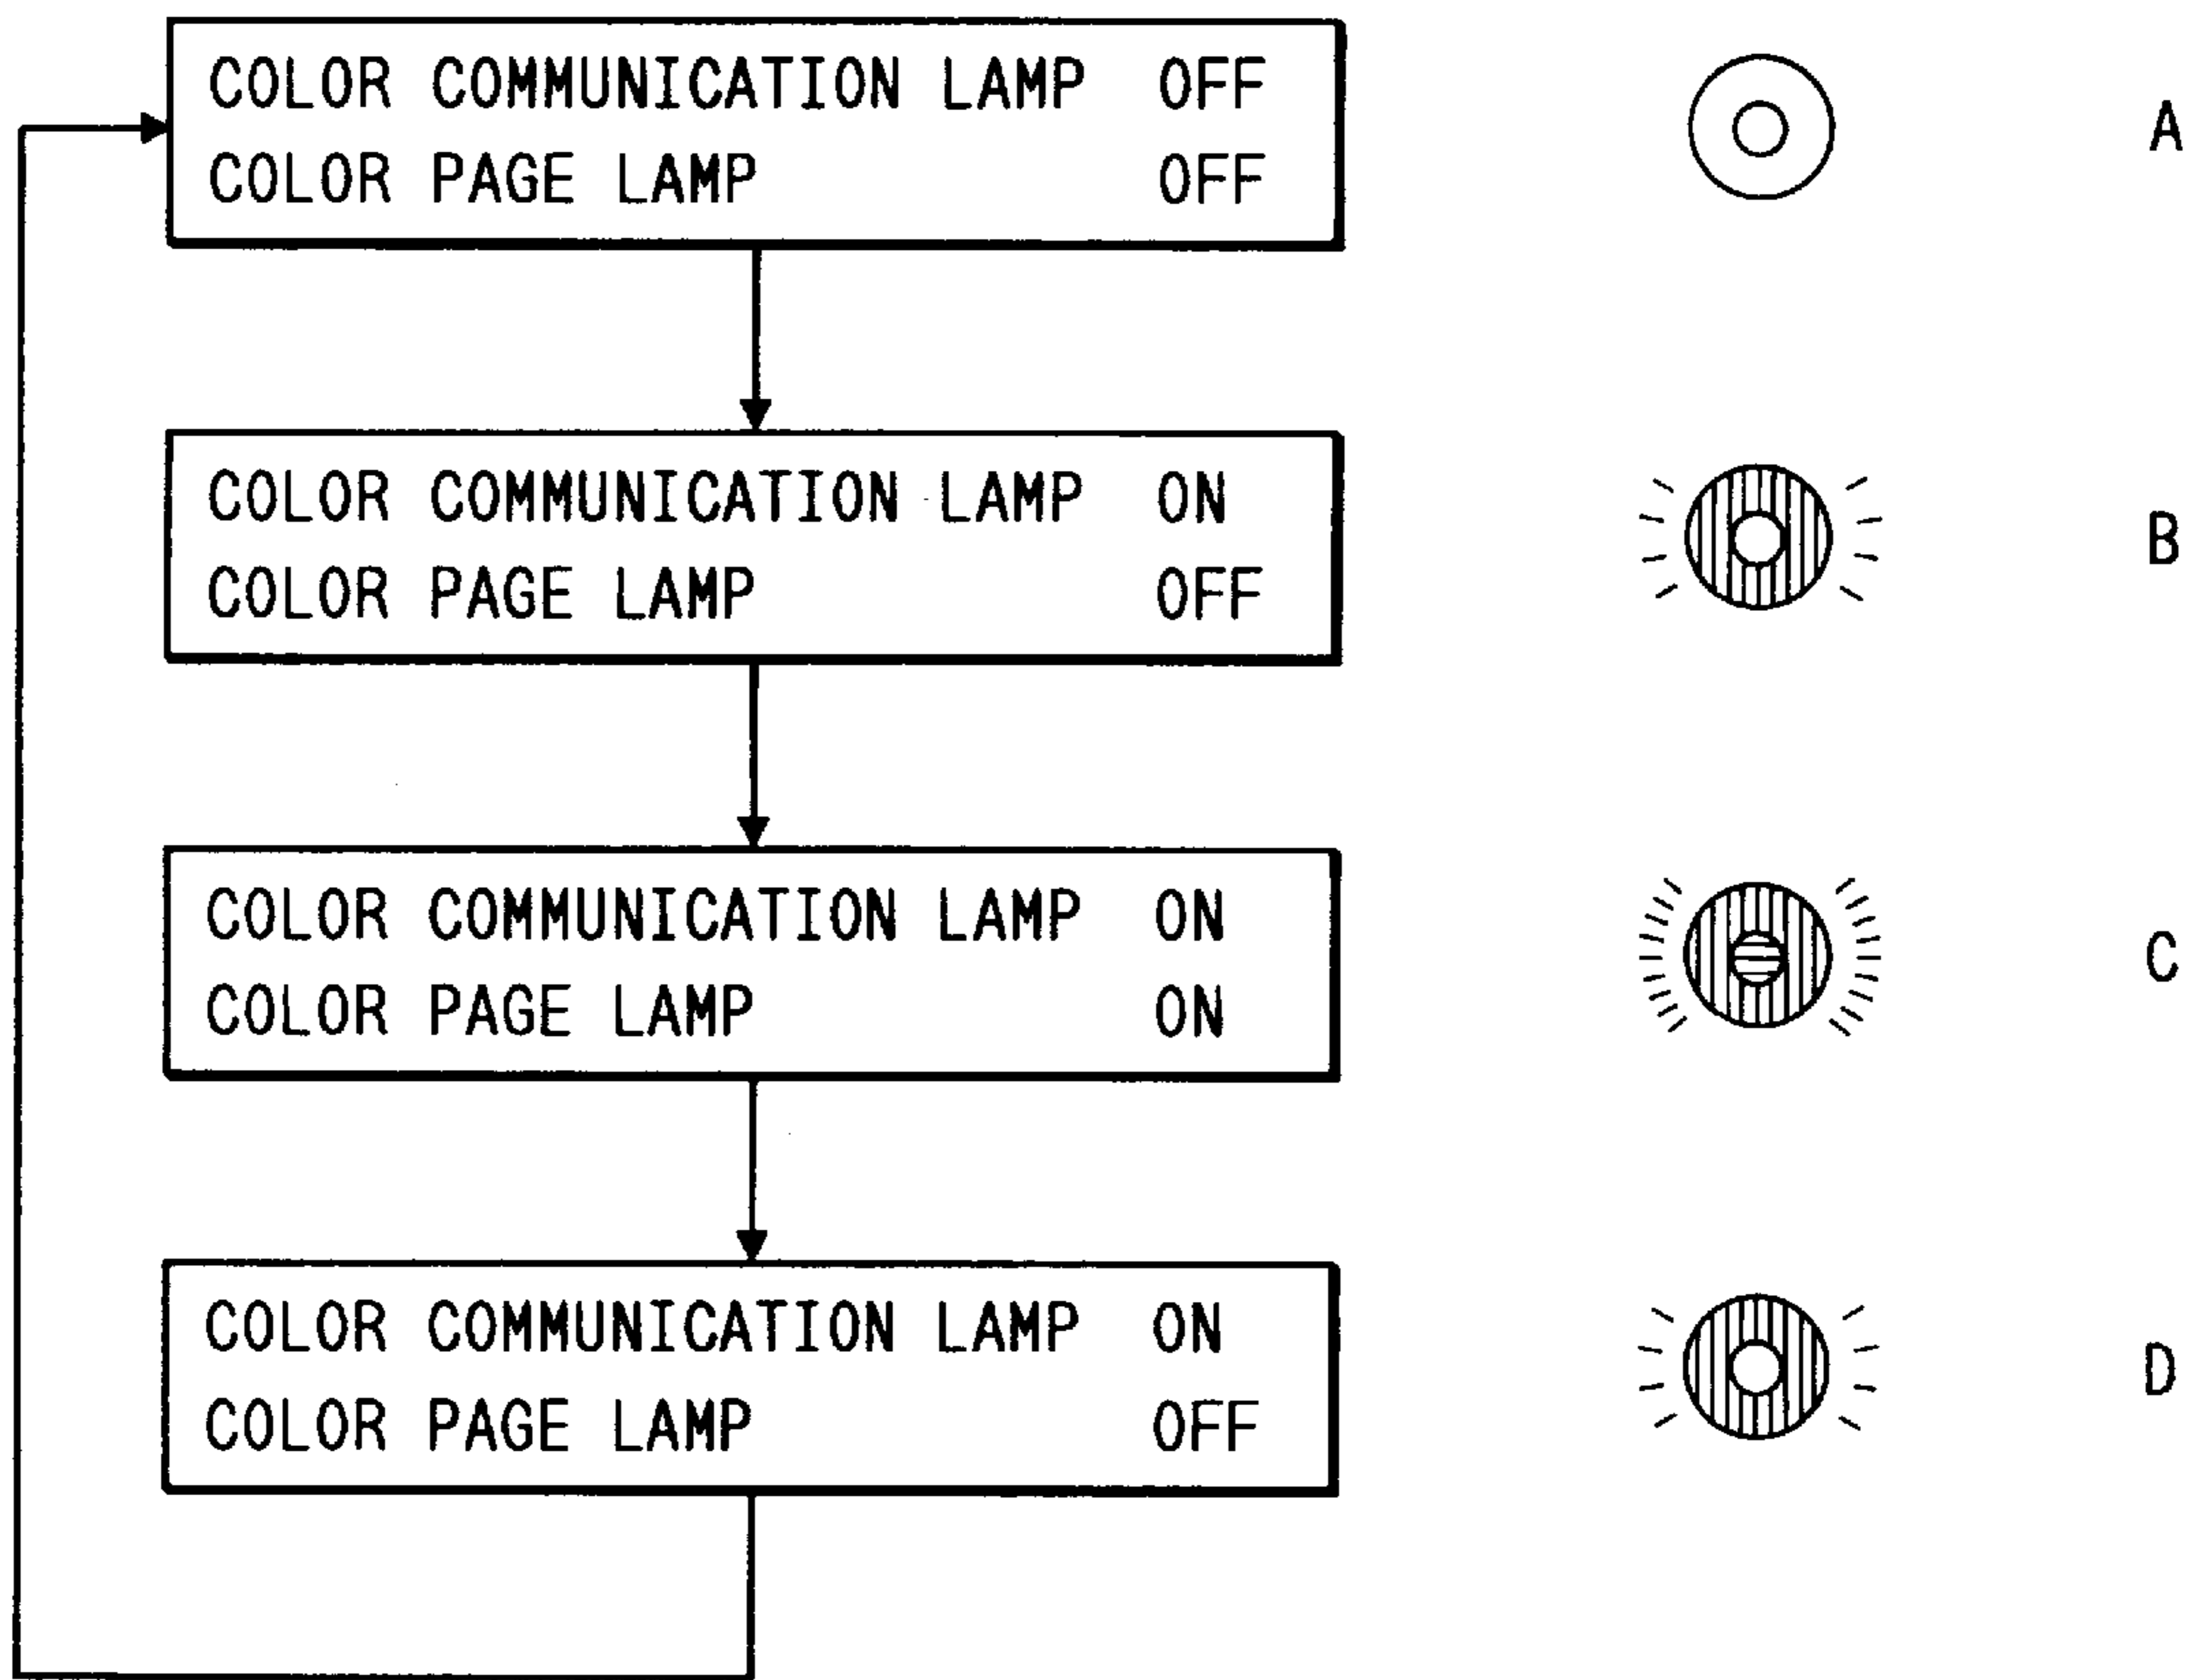 COLOR COMMUNICATION LAMP OFF
COLOR PAGE LAMP OFF
A
COLOR COMMUNICATION LAMP ON
COLOR PAGE LAMP OFF
B
COLOR COMMUNICATION LAMP ON
COLOR PAGE LAMP ON
C
COLOR COMMUNICATION LAMP ON
COLOR PAGE LAMP OFF
D